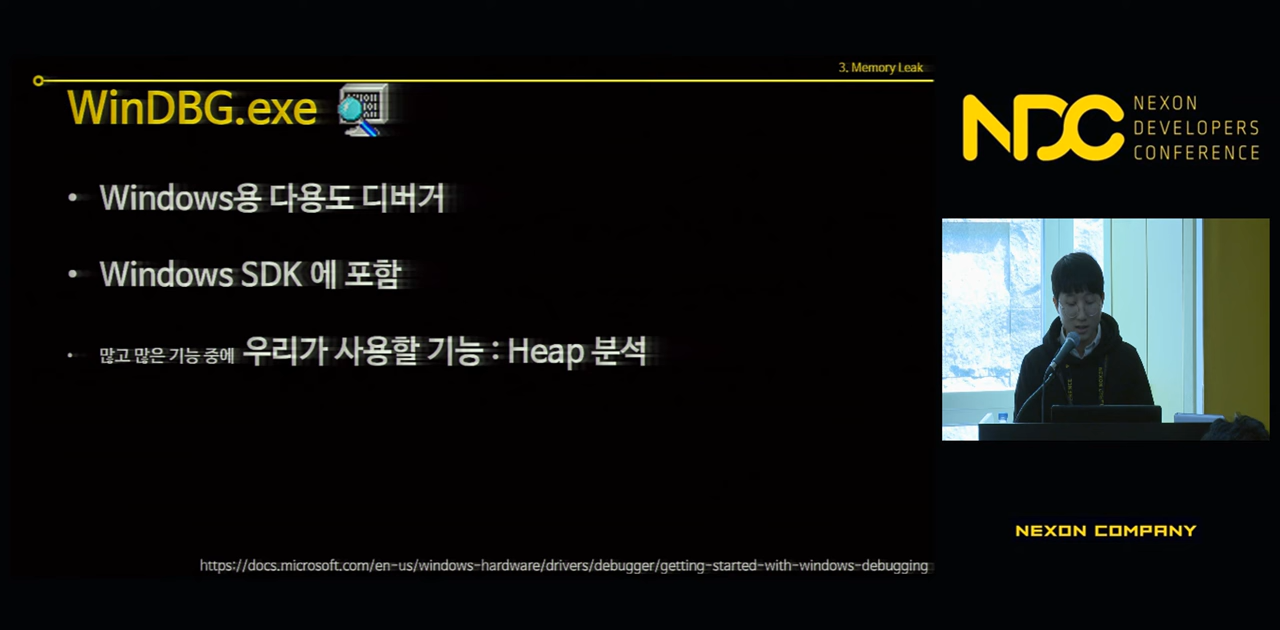 3. Memory Leak
WinDBG.exe
• Windows용 다용도 디버거
• Windows SDK 에 포함
• 많고 많은 기능 중에 우리가 사용할 기능 : Heap 분석
https://docs.microsoft.com/en-us/windows-hardware/drivers/debugger/getting-started-with-windows-debugging
NDC
NEXON
DEVELOPERS
CONFERENCE
NEXON COMPANY